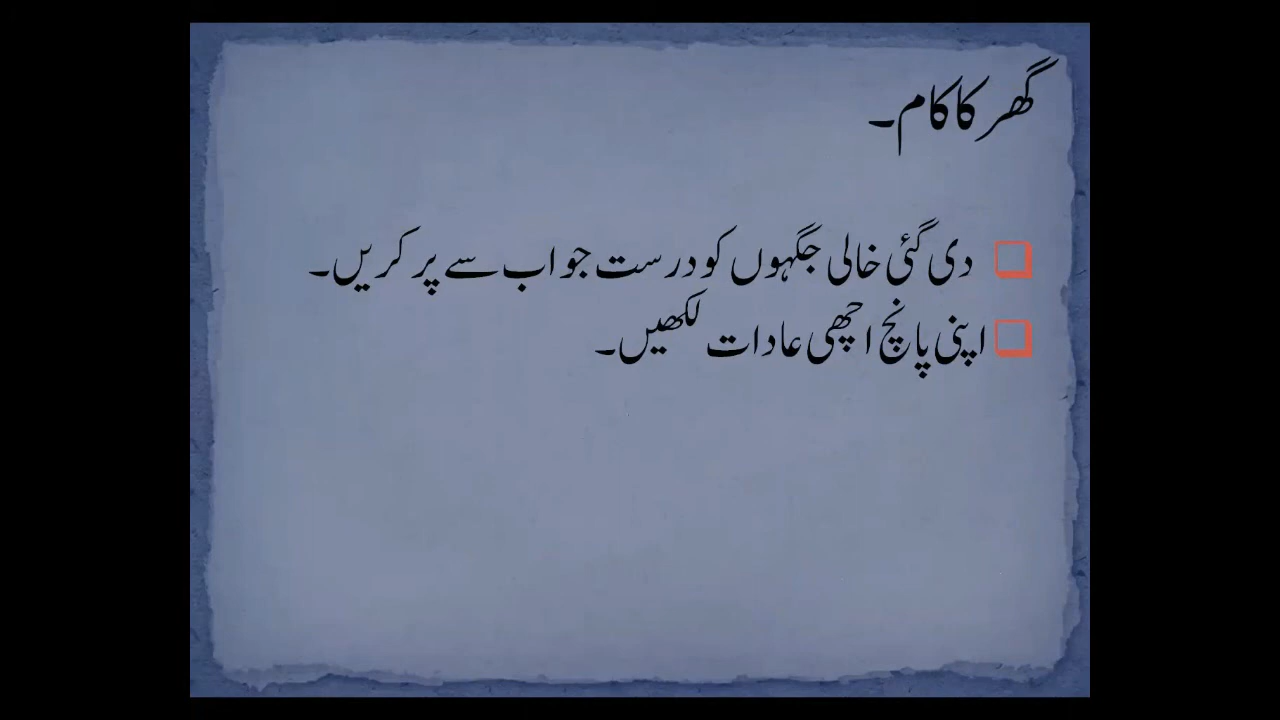 گھر کا کام۔
دی گئی خالی جگہوں کو درست جواب سے پر کریں۔
اپنی پانچ اچھی عادات لکھیں۔